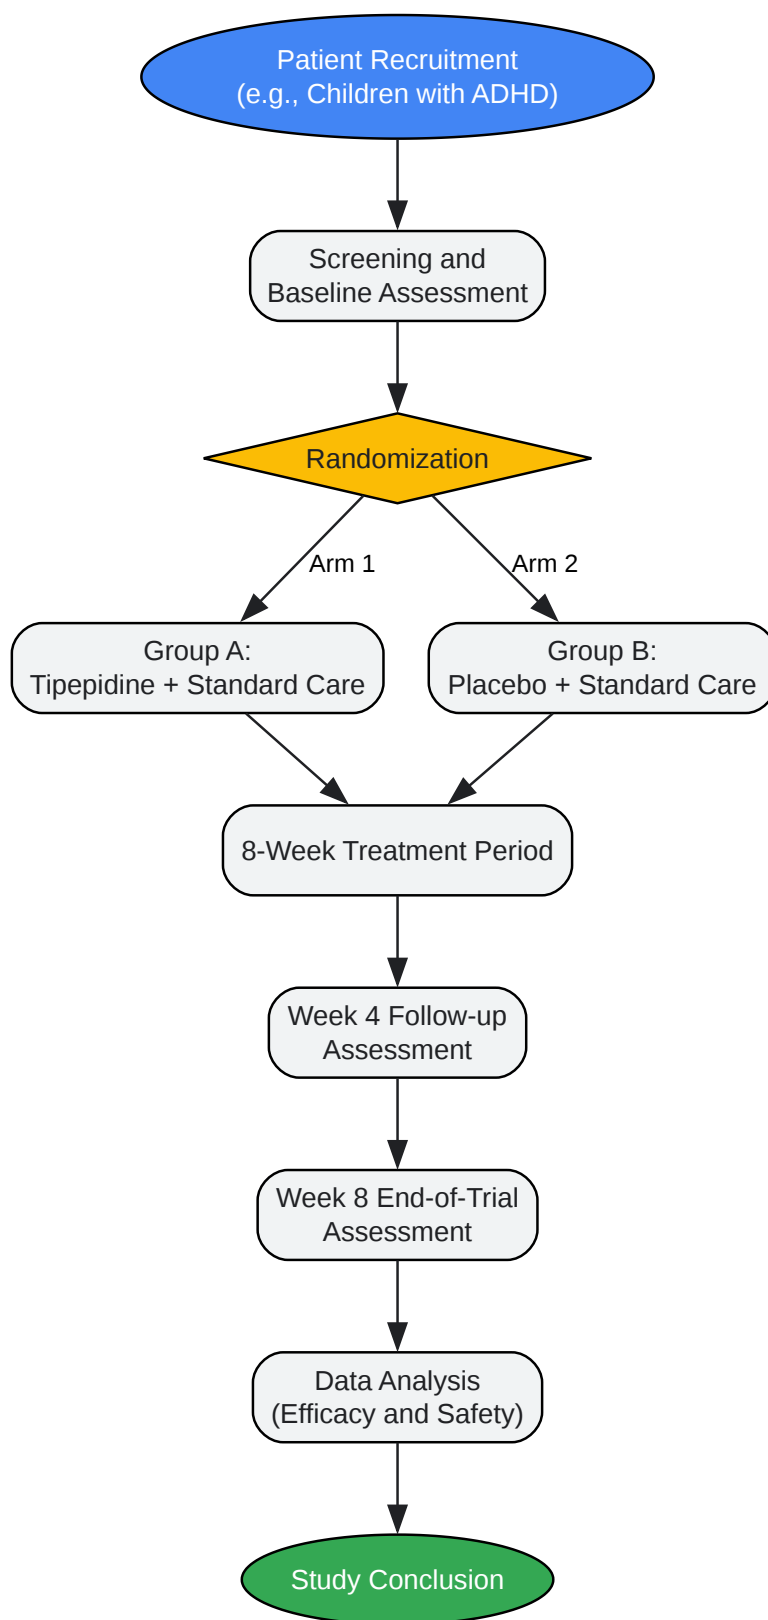 Patient Recruitment
(e.g., Children with ADHD)
Screening and
Baseline Assessment
Randomization
Arm 1
Arm 2
Group A:
Tipepidine + Standard Care
Group B:
Placebo + Standard Care
8-Week Treatment Period
Week 4 Follow-up
Assessment
Week 8 End-of-Trial
Assessment
Data Analysis
(Efficacy and Safety)
Study Conclusion